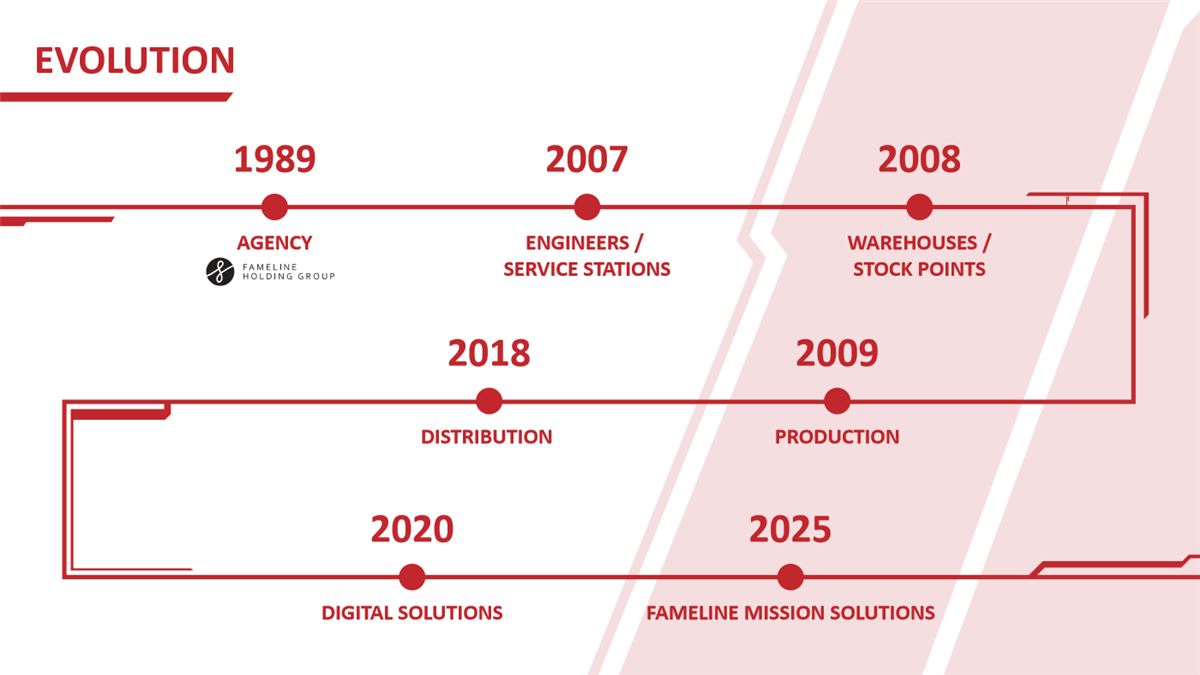 EVOLUTION
1989
AGENCY
FAMELINE
HOLDING GROUP
2007
ENGINEERS /
SERVICE STATIONS
2008
WAREHOUSES /
STOCK POINTS
2009
PRODUCTION
2018
DISTRIBUTION
2020
DIGITAL SOLUTIONS
2025
FAMELINE MISSION SOLUTIONS